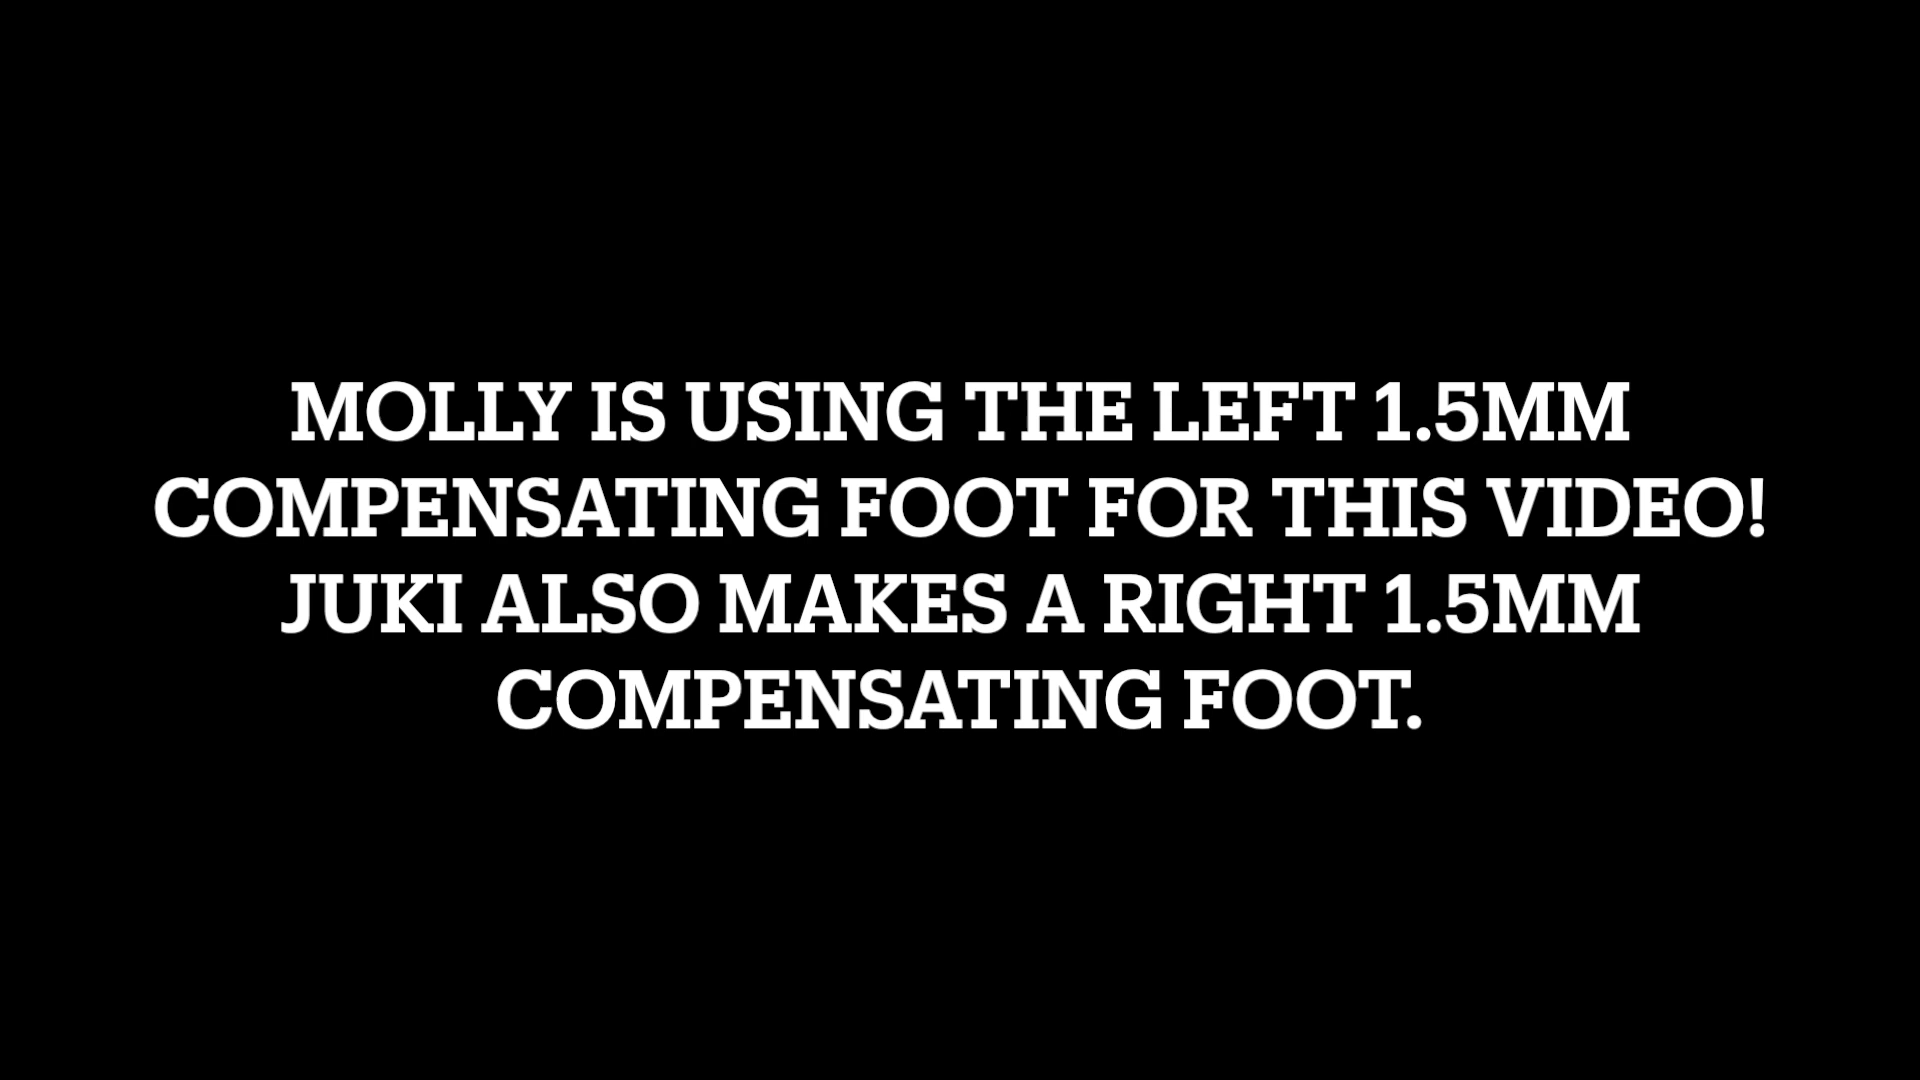 MOLLY IS USING THE LEFT 1.5MM
COMPENSATING FOOT FOR THIS VIDEO!
JUKI ALSO MAKES A RIGHT 1.5MM
COMPENSATING FOOT.